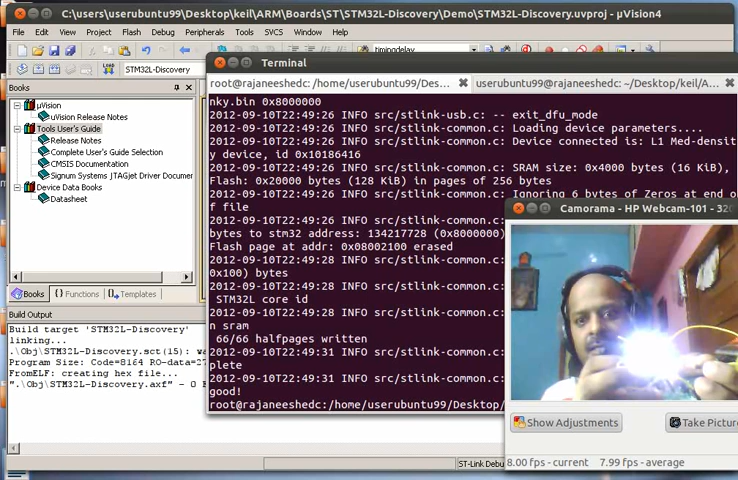 C:\users\userubuntu99\Desktop\keil\ARM\Boards\ST\STM32L-Discovery\Demo\STM32L-Discovery.uvproj - µVision4
File Edit View Project Flash Debug Peripherals Tools SVCS Window Help
timingdelay
LOAD
STM32L-Discovery
Books
µVision
uVision Release Notes
Tools User's Guide
Release Notes
Complete User's Guide Selection
CMSIS Documentation
Signum Systems JTAGjet Driver Documen
Device Data Books
Datasheet
Books Functions Templates
Build Output
Build target 'STM32L-Discovery'
linking...
.\Obj\STM32L-Discovery.sct(15): wa
Program Size: Code=8164 RO-data=27
FromELF: creating hex file...
".\Obj\STM32L-Discovery.axf" - 0
ST-Link Debu
Terminal
root@rajaneeshedc: /home/userubuntu99/Des...
userubuntu99@rajaneeshedc: ~/Desktop/keil/A...
nky.bin 0x8000000
2012-09-10T22:49:26 INFO src/stlink-usb.c: -- exit_dfu_mode
2012-09-10T22:49:26 INFO src/stlink-common.c: Loading device parameters....
2012-09-10T22:49:26 INFO src/stlink-common.c: Device connected is: L1 Med-densit
y device, id 0x10186416
2012-09-10T22:49:26 INFO src/stlink-common.c: SRAM size: 0x4000 bytes (16 KiB),
Flash: 0x20000 bytes (128 KiB) in pages of 256 bytes
2012-09-10T22:49:26 INFO src/stlink-common.c: Ignoring 6 bytes of Zeros at end o
f file
2012-09-10T22:49:26 INFO src/stlink-common.c:
bytes to stm32 address: 134217728 (0x8000000)
Flash page at addr: 0x08002100 erased
2012-09-10T22:49:28 INFO src/stlink-common.c:
0x100) bytes
2012-09-10T22:49:28 INFO src/stlink-common.c:
STM32L core id
2012-09-10T22:49:28 INFO src/stlink-common.c:
n sram
66/66 halfpages written
2012-09-10T22:49:31 INFO src/stlink-common.c:
plete
2012-09-10T22:49:31 INFO src/stlink-common.c:
good!
root@rajaneeshedc:/home/userubuntu99/Desktop/
Camorama - HP Webcam-101 - 320
Show Adjustments
Take Pictur
8.00 fps - current 7.99 fps - average